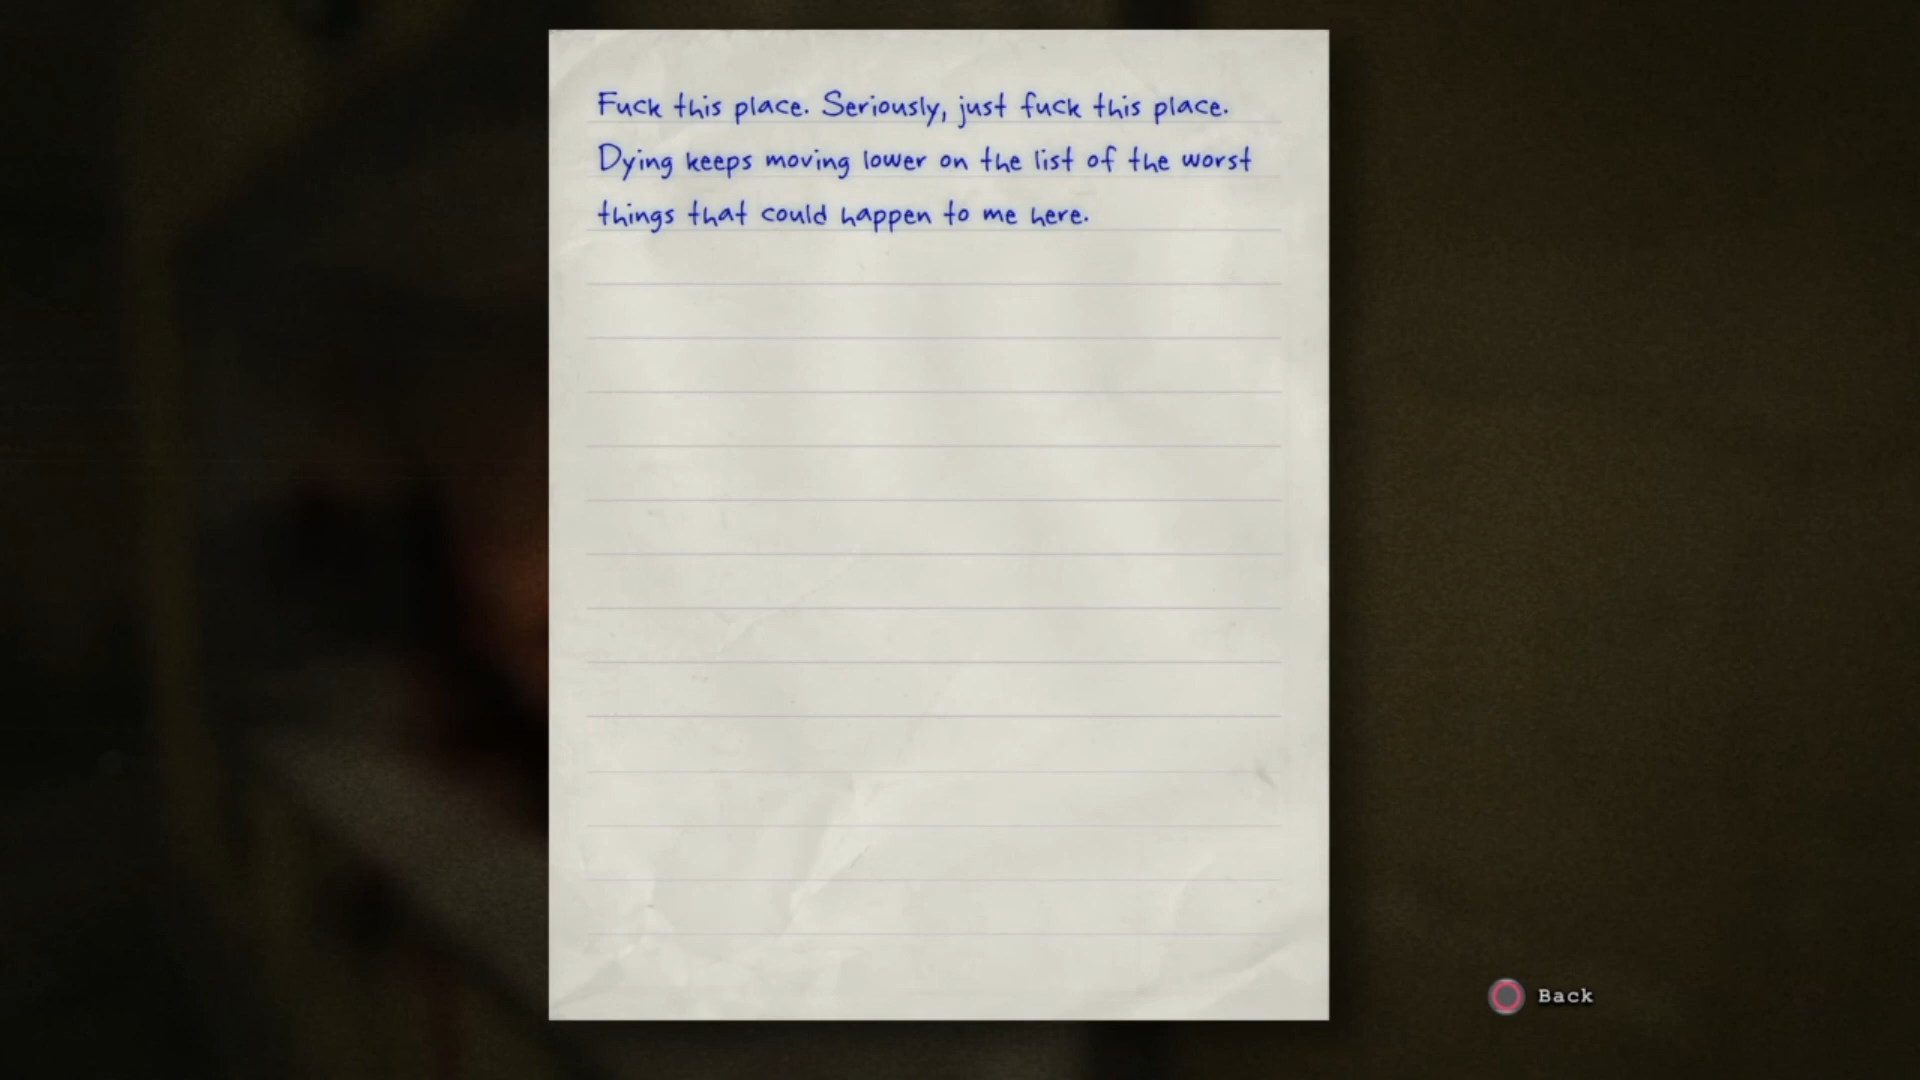 Fuck this place. Seriously, just fuck this place.
Dying keeps moving lower on the list of the worst
things that could happen to me here.
Back